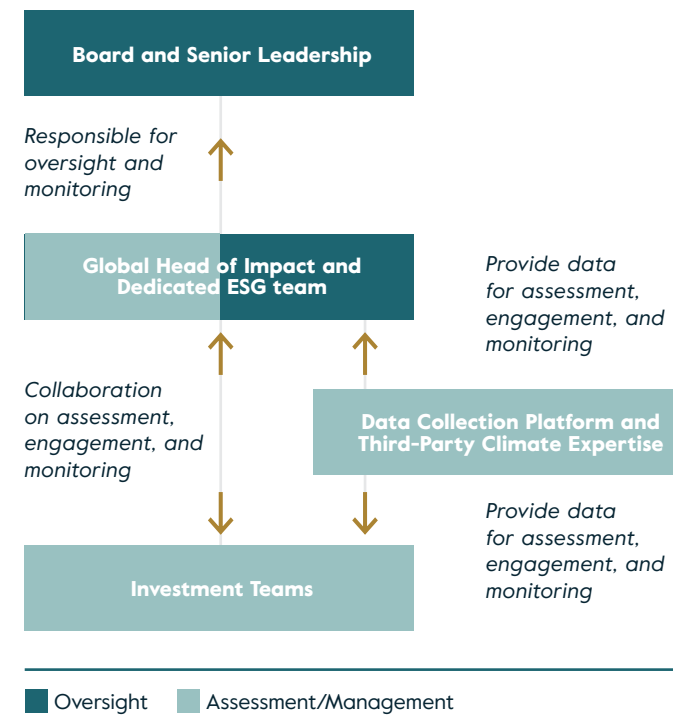 Board and Senior Leadership
Responsible for
oversight and
monitoring
Global Head of Impact and
Dedicated ESG team
Provide data
for assessment,
engagement, and
monitoring
Collaboration
on assessment,
engagement, and
monitoring
Data Collection Platform and
Third-Party Climate Expertise
Provide data
for assessment,
engagement, and
monitoring
Investment Teams
Oversight
Assessment/Management